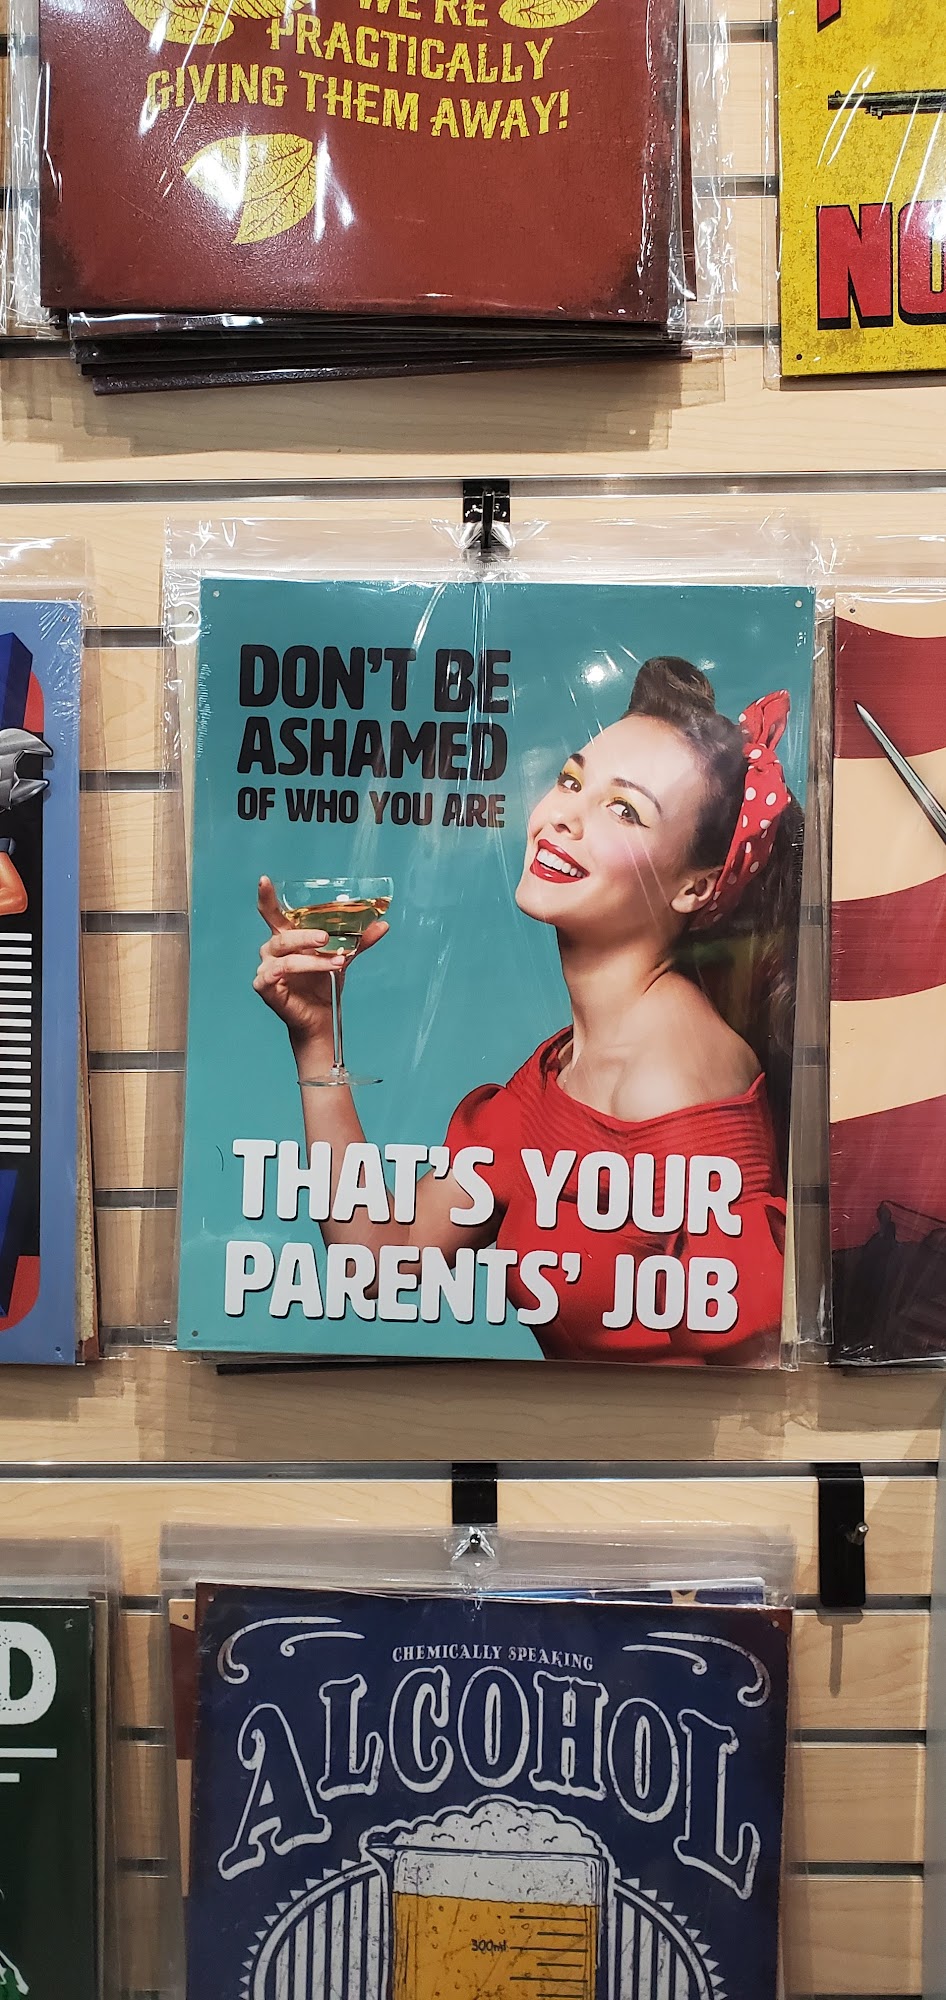 WE'RE
PRACTICALLY
GIVING THEM AWAY!
DON'T BE
ASHAMED
OF WHO YOU ARE
THAT'S YOUR
PARENTS' JOB
CHEMICALLY SPEAKING
ALCOHOL
300ml